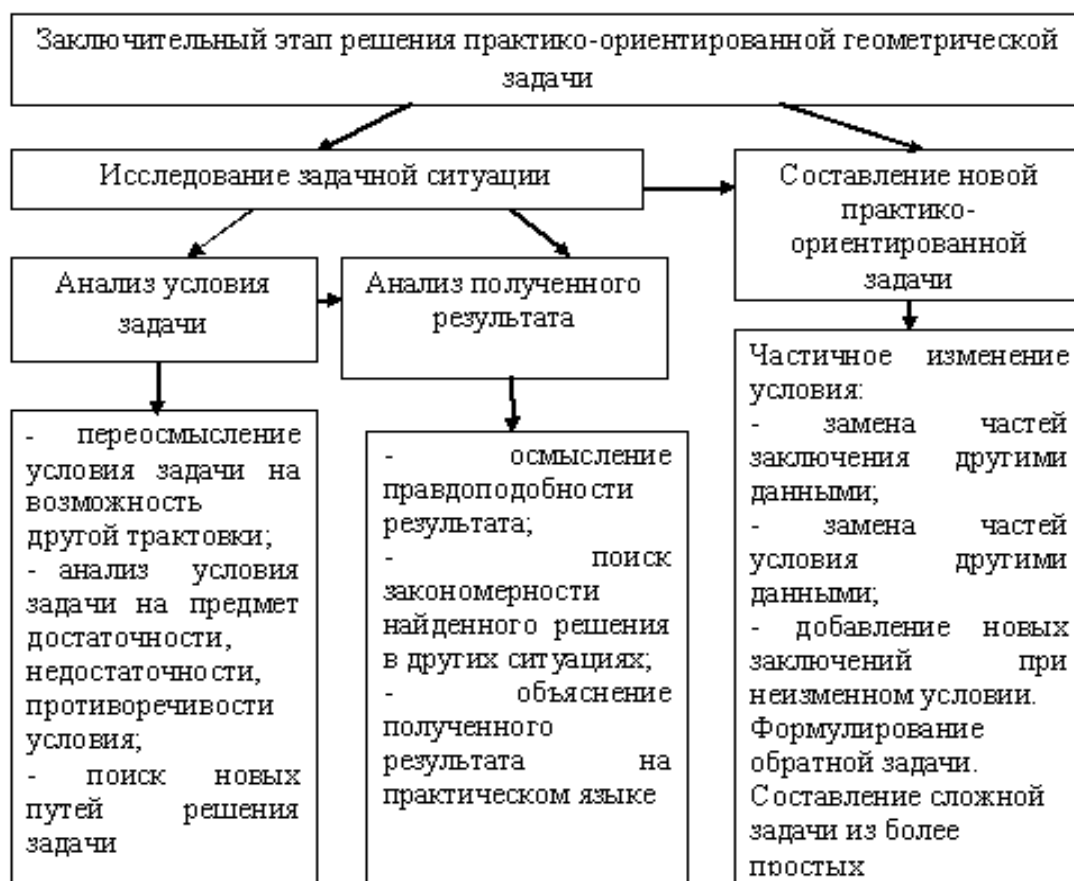 Заключительный этап решения практико-ориентированной геометрической
задачи
Исследование задачной ситуации
Составление новой
практико-
ориентированной
задачи
Анализ условия
задачи
Анализ полученного
результата
- переосмысление
условия задачи на
возможность
другой трактовки;
- анализ условия
задачи на предмет
достаточности,
недостаточности,
противоречивости
условия;
- поиск новых
путей решения
задачи
- осмысление
правдоподобности
результата;
- поиск
закономерности
найденного решения
в других ситуациях;
- объяснение
полученного
результата на
практическом языке
Частичное изменение
условия:
- замена частей
заключения другими
данными;
- замена частей
условия другими
данными;
- добавление новых
заключений при
неизменном условии.
Формулирование
обратной задачи.
Составление сложной
задачи из более
простых